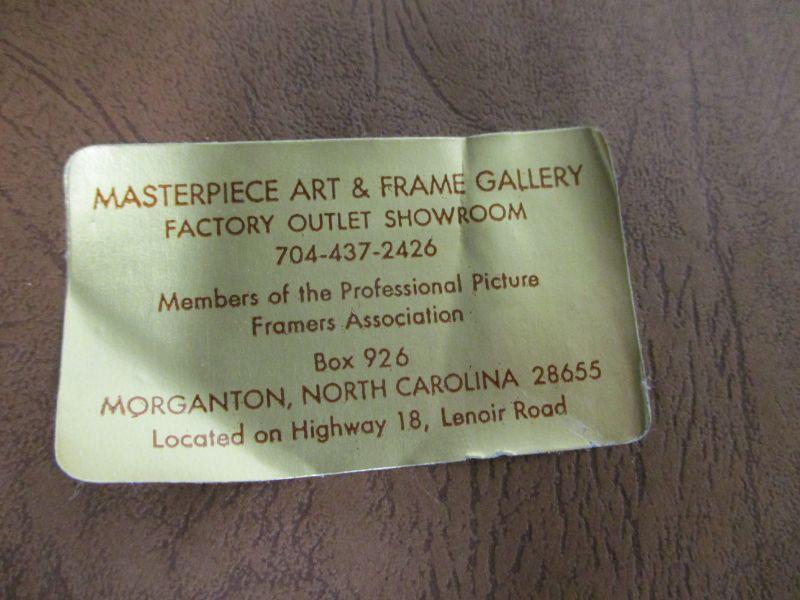 MASTERPIECE ART & FRAME GALLERY
FACTORY OUTLET SHOWROOM
704-437-2426
Members of the Professional Picture
Framers Association
Box 926
MORGANTON, NORTH CAROLINA 28655
Located on Highway 18, Lenoir Road